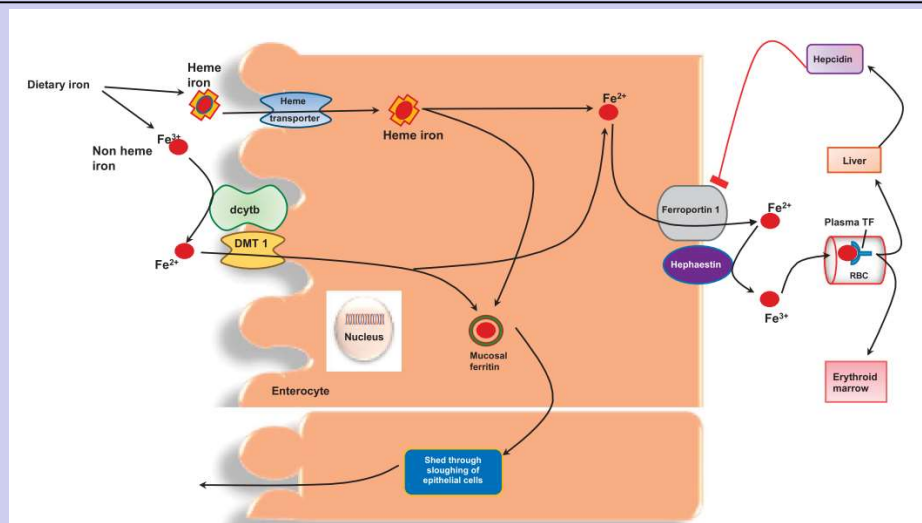 Dietary iron
Heme
iron
Heme
transporter
Heme iron
Fe2+
Hepcidin
Fe3+
Non heme
iron
Liver
dcytb
DMT 1
Fe2+
Ferroportin 1
Fe2+
Plasma TF
RBC
Hephaestin
Fe3+
Nucleus
Mucosal
ferritin
Enterocyte
Erythroid
marrow
Shed through
sloughing of
epithelial cells